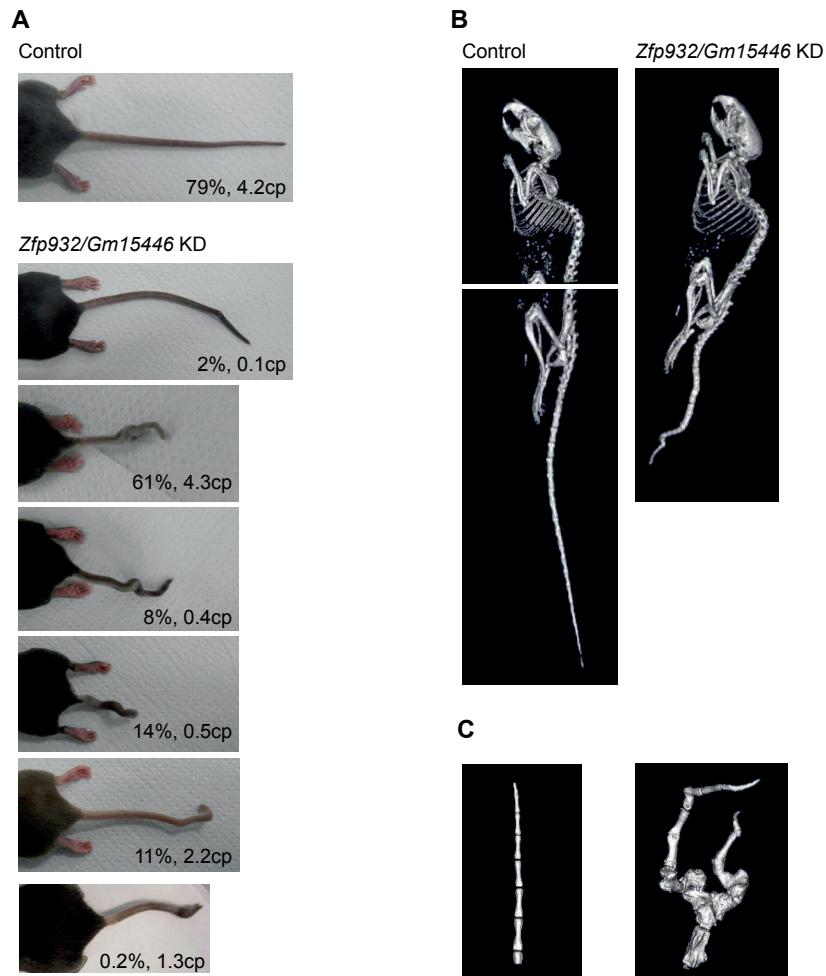 A
Control
79%, 4.2cp
Zfp932/Gm15446 KD
2%, 0.1cp
61%, 4.3cp
8%, 0.4cp
14%, 0.5cp
11%, 2.2cp
0.2%, 1.3cp
B
Control
Zfp932/Gm15446 KD
C